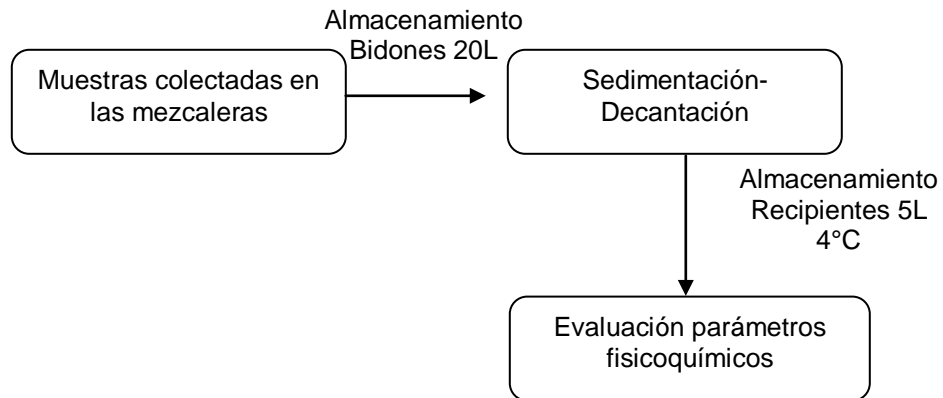 Almacenamiento
Bidones 20L
Muestras colectadas en
las mezcaleras
Sedimentación-
Decantación
Almacenamiento
Recipientes 5L
4°C
Evaluación parámetros
fisicoquímicos